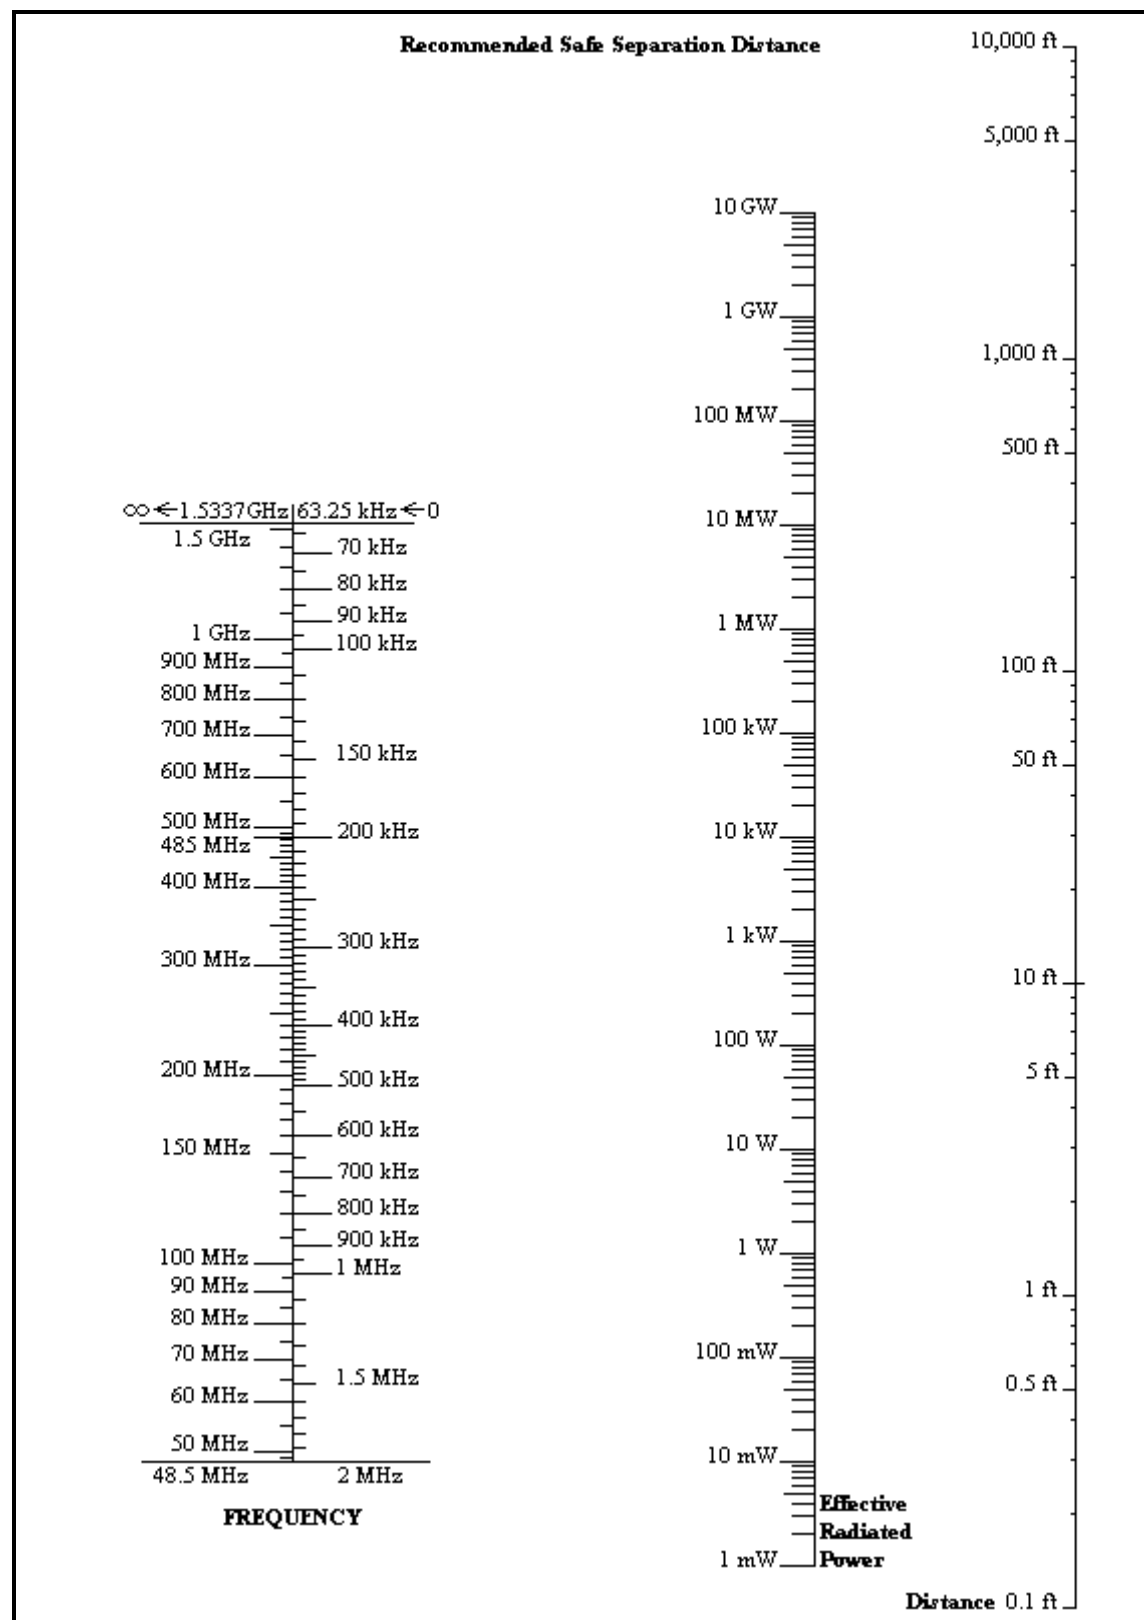 Recommended Safe Separation Distance
10,000 ft
5,000 ft
1,000 ft
500 ft
100 ft
50 ft
10 ft
5 ft
1 ft
0.5 ft
Distance 0.1 ft
10 GW
1 GW
100 MW
10 MW
1 MW
100 kW
10 kW
1 kW
100 W
10 W
1 W
100 mW
10 mW
1 mW
Effective
Radiated
Power
∞ ←1.5337GHz 63.25 kHz←0
1.5 GHz
1 GHz
900 MHz
800 MHz
700 MHz
600 MHz
500 MHz
485 MHz
400 MHz
300 MHz
200 MHz
150 MHz
100 MHz
90 MHz
80 MHz
70 MHz
60 MHz
50 MHz
48.5 MHz
70 kHz
80 kHz
90 kHz
100 kHz
150 kHz
200 kHz
300 kHz
400 kHz
500 kHz
600 kHz
700 kHz
800 kHz
900 kHz
1 MHz
1.5 MHz
2 MHz
FREQUENCY